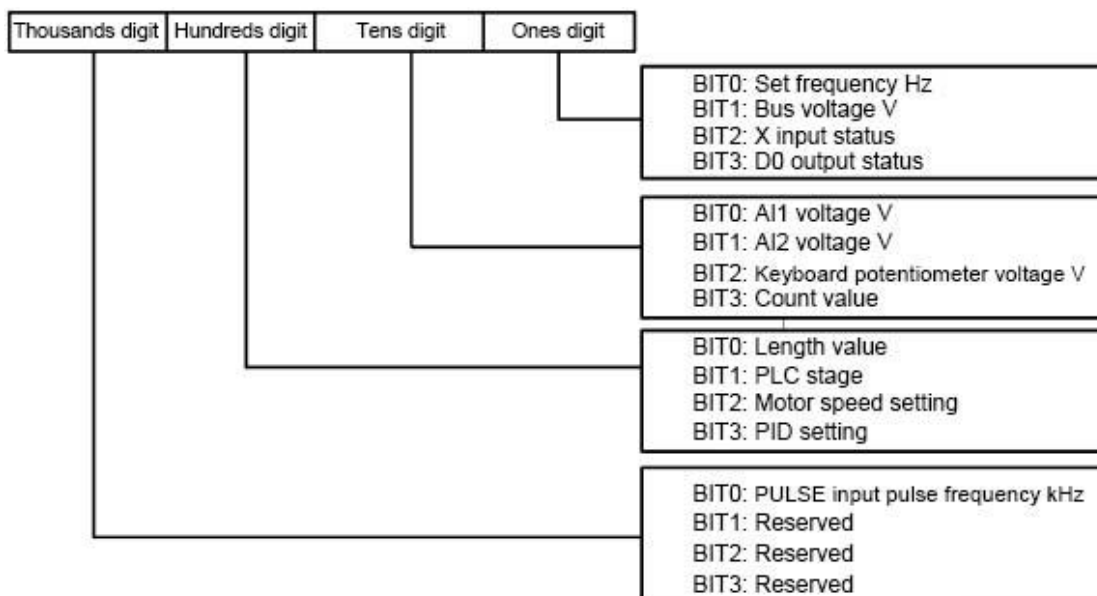 Thousands digit Hundreds digit Tens digit Ones digit
BIT0: Set frequency Hz
BIT1: Bus voltage V
BIT2: X input status
BIT3: D0 output status
BIT0: AI1 voltage V
BIT1: AI2 voltage V
BIT2: Keyboard potentiometer voltage V
BIT3: Count value
BIT0: Length value
BIT1: PLC stage
BIT2: Motor speed setting
BIT3: PID setting
BIT0: PULSE input pulse frequency kHz
BIT1: Reserved
BIT2: Reserved
BIT3: Reserved